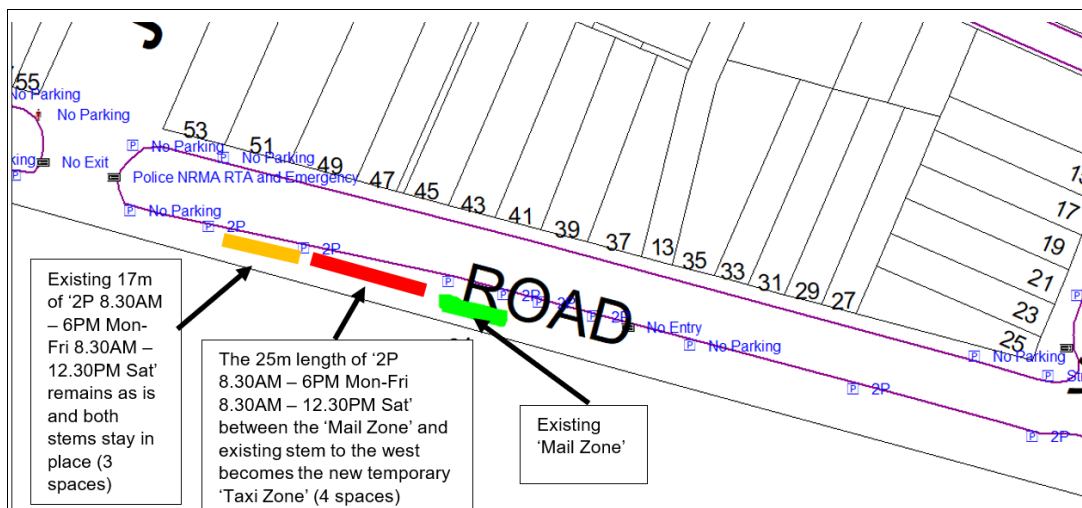 S
55
No Parking
No Parking
No Exit
king
53
No Parking
51
No Parking
49
Police NRMA RTA and Emergency
47
45
43
41
39
37
13
35
33
31
29
27
No Parking
2P
2P
ROAD
2P
2P
2P
No Entry
No Parking
2P
2P
No Parking
17
19
21
23
25
Existing 17m
of ‘2P 8.30AM
– 6PM Mon-
Fri 8.30AM –
12.30PM Sat’
remains as is
and both
stems stay in
place (3
spaces)
The 25m length of ‘2P
8.30AM – 6PM Mon-Fri
8.30AM – 12.30PM Sat’
between the ‘Mail Zone’ and
existing stem to the west
becomes the new temporary
‘Taxi Zone’ (4 spaces)
Existing
‘Mail Zone’